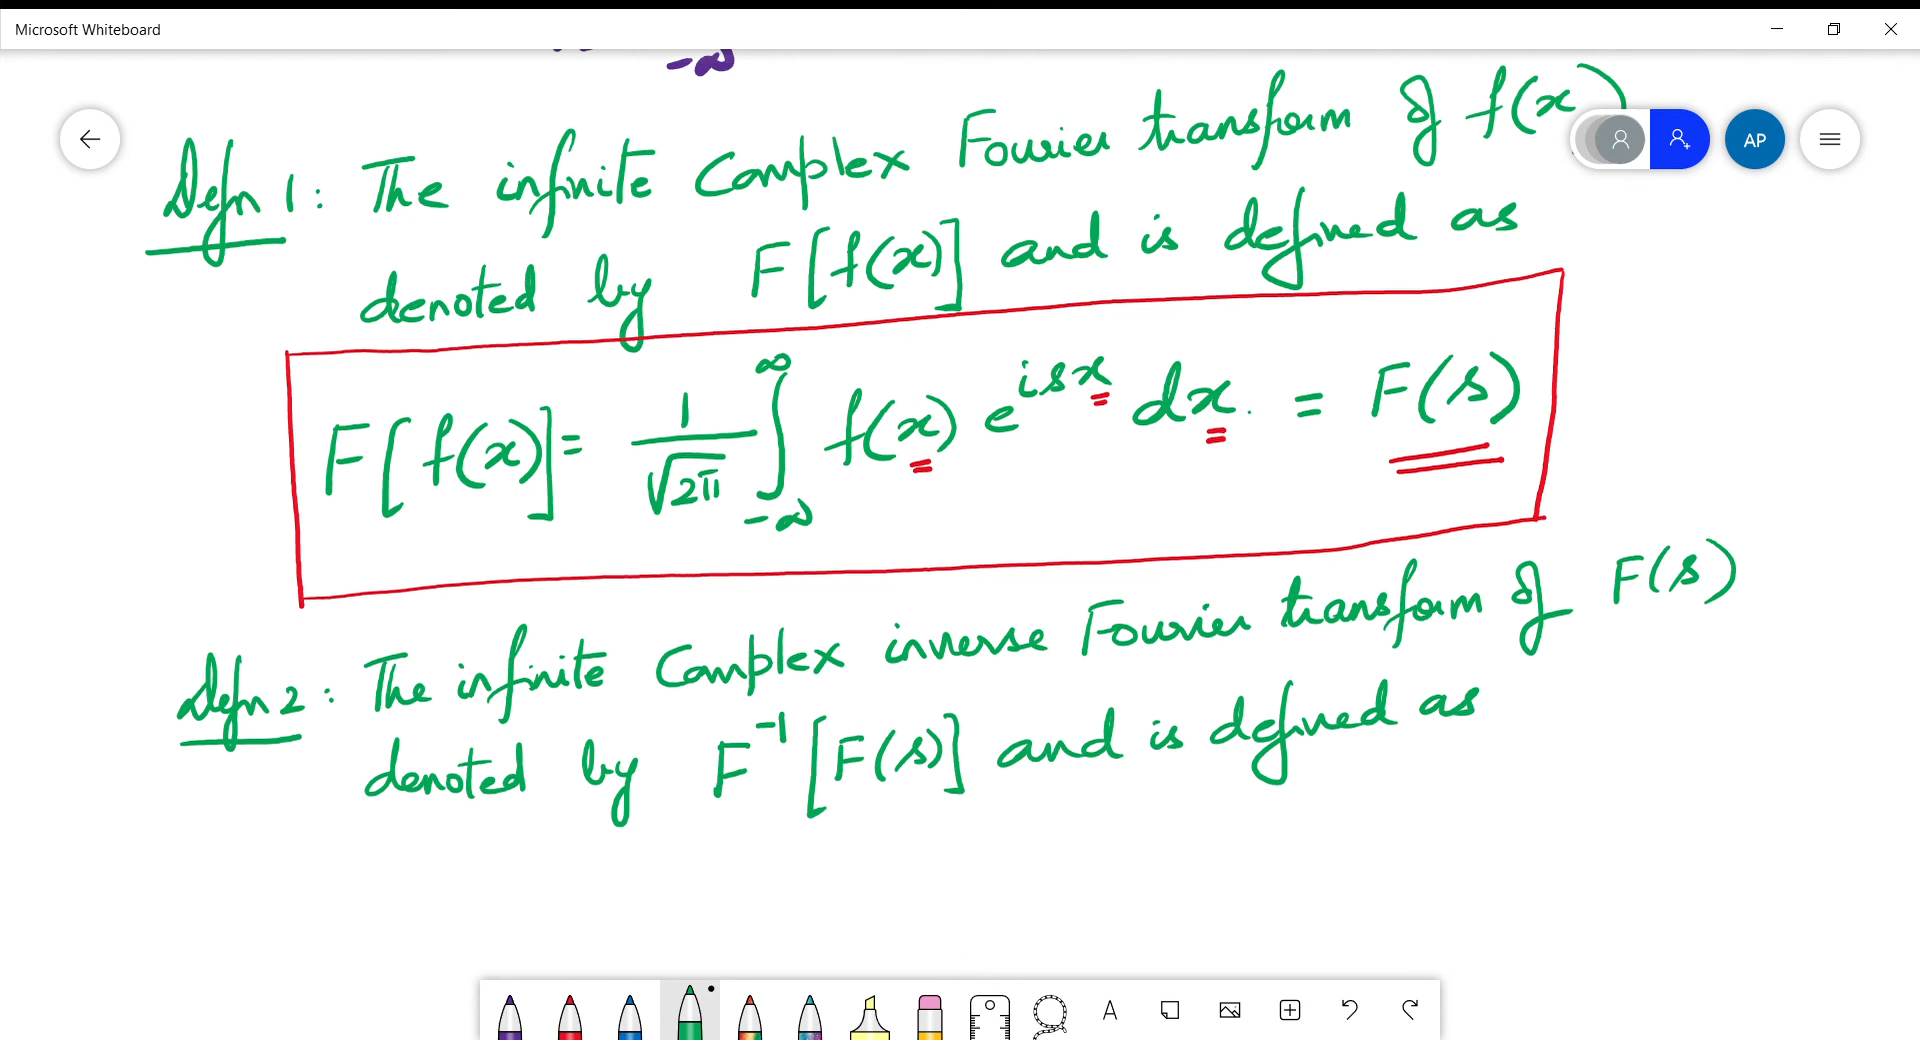 Microsoft Whiteboard
-∞
Defn 1: The infinite Complex Fourier transform of f(x)
AP
denoted by F[f(x)] and is defined as
F[f(x)] = 1/√2π ∫_{-∞}^{∞} f(x) e^{isx} dx. = F(s)
Defn 2: The infinite Complex inverse Fourier transform of F(s)
denoted by F^{-1}[F(s)] and is defined as
A